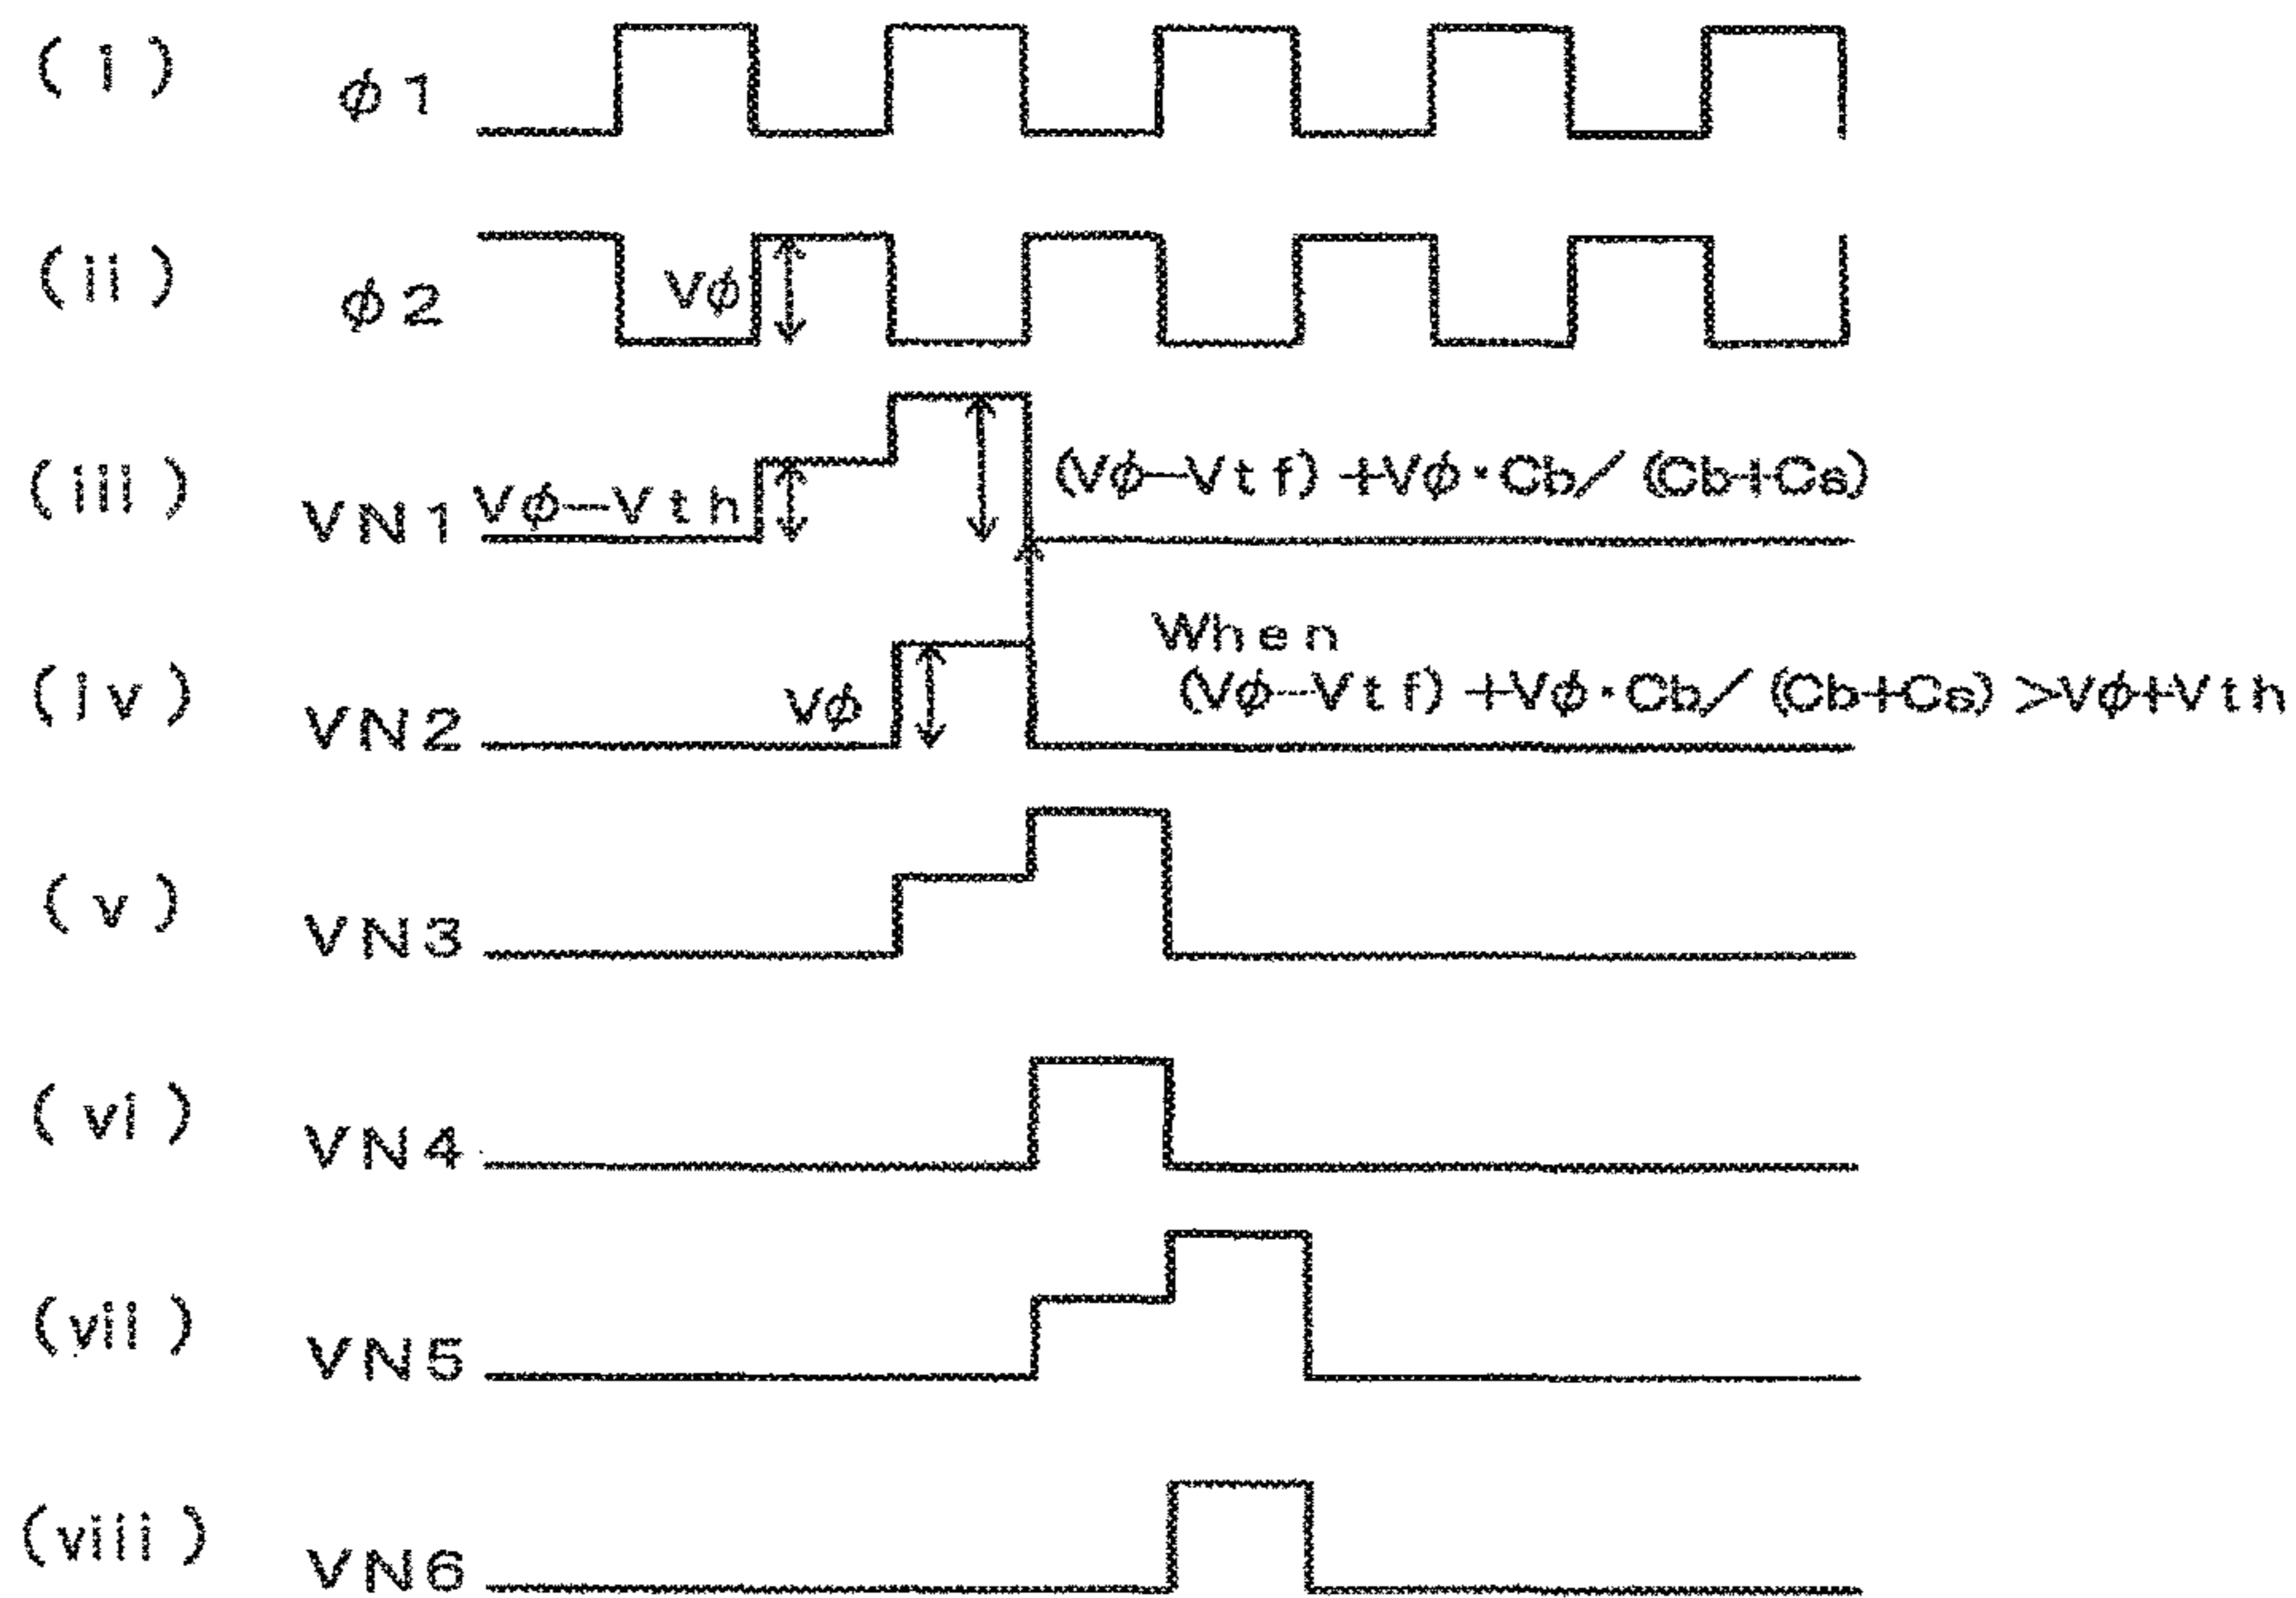 (i) φ1
(ii) φ2 Vφ
(iii) VN1 Vφ−Vth (Vφ−Vtf)+Vφ·Cb/(Cb+Cs)
When
(iv) VN2 Vφ (Vφ−Vtf)+Vφ·Cb/(Cb+Cs)>Vφ+Vth
(v) VN3
(vi) VN4
(vii) VN5
(viii) VN6